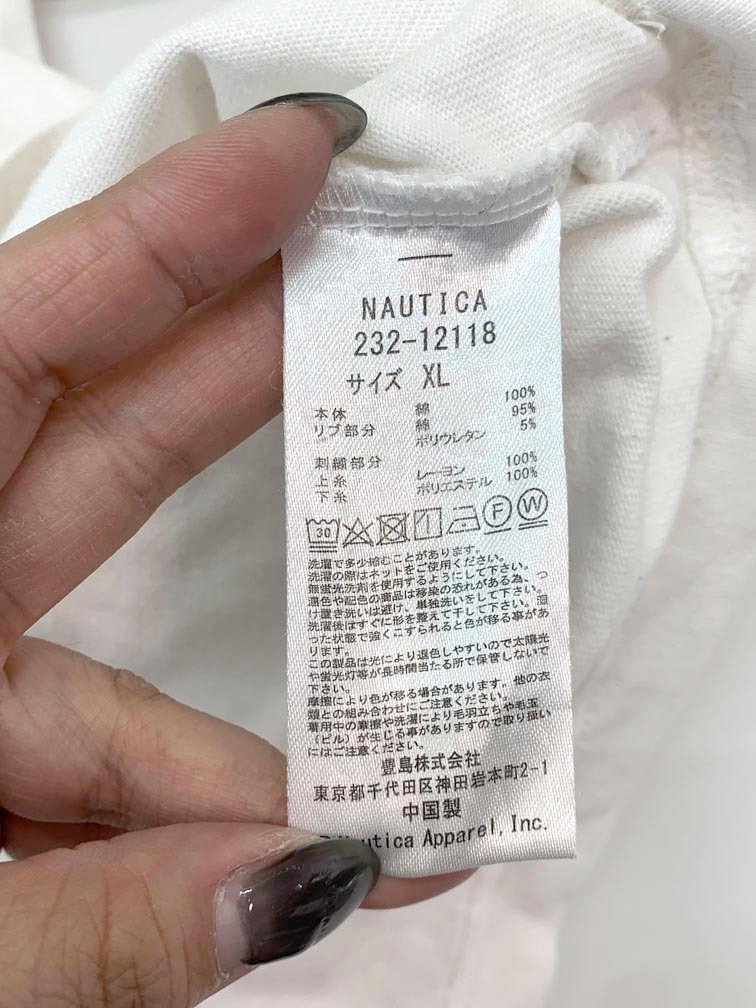 NAUTICA
232-12118
サイズ XL
本体 綿 100%
リブ部分 綿 95%
ポリウレタン 5%
刺繍部分
上糸 レーヨン 100%
下糸 ポリエステル 100%
30 F W
洗濯で多少縮むことがあります。
洗濯の際はネットをご使用ください。
無蛍光洗剤を使用するようにして下さい。
濃色や配色の商品は移染の恐れがある為、つ
け置き洗いは避け、単独洗いをして下さい。
洗濯後はすぐに形を整えて干して下さい。湿
った状態で強くこすられると色が移る事があ
ります。
この製品は光により退色しやすいので太陽光
や蛍光灯等が長時間当たる所で保管しないで
下さい。
摩擦により色が移る場合があります。他の衣
類との組み合わせにご注意ください。
着用中の摩擦や洗濯により毛羽立ちや毛玉
(ピル)が生じる事がありますので取り扱い
にはご注意ください。
豊島株式会社
東京都千代田区神田岩本町2-1
中国製
Nautica Apparel, Inc.